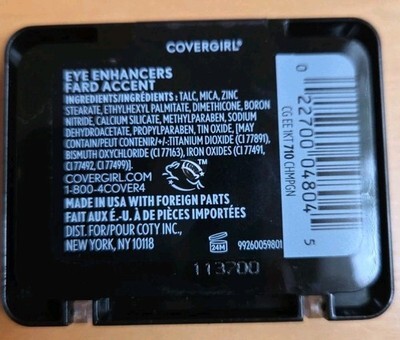 COVERGIRL®
EYE ENHANCERS
FARD ACCENT
INGREDIENTS/INGRÉDIENTS: TALC, MICA, ZINC
STEARATE, ETHYLHEXYL PALMITATE, DIMETHICONE, BORON
NITRIDE, CALCIUM SILICATE, METHYLPARABEN, SODIUM
DEHYDROACETATE, PROPYLPARABEN, TIN OXIDE, [MAY
CONTAIN/PEUT CONTENIR/+/-:TITANIUM DIOXIDE (CI 77891),
BISMUTH OXYCHLORIDE (CI 77163), IRON OXIDES (CI 77491,
CI 77492, CI 77499)].
COVERGIRL.COM
1-800-4COVER4
MADE IN USA WITH FOREIGN PARTS
FAIT AUX É.-U. À DE PIÈCES IMPORTÉES
DIST. FOR/POUR COTY INC.,
NEW YORK, NY 10118
24M
99260059801
113700
CG EE 1K1 710 CHMPGN
0 22700 04804 5